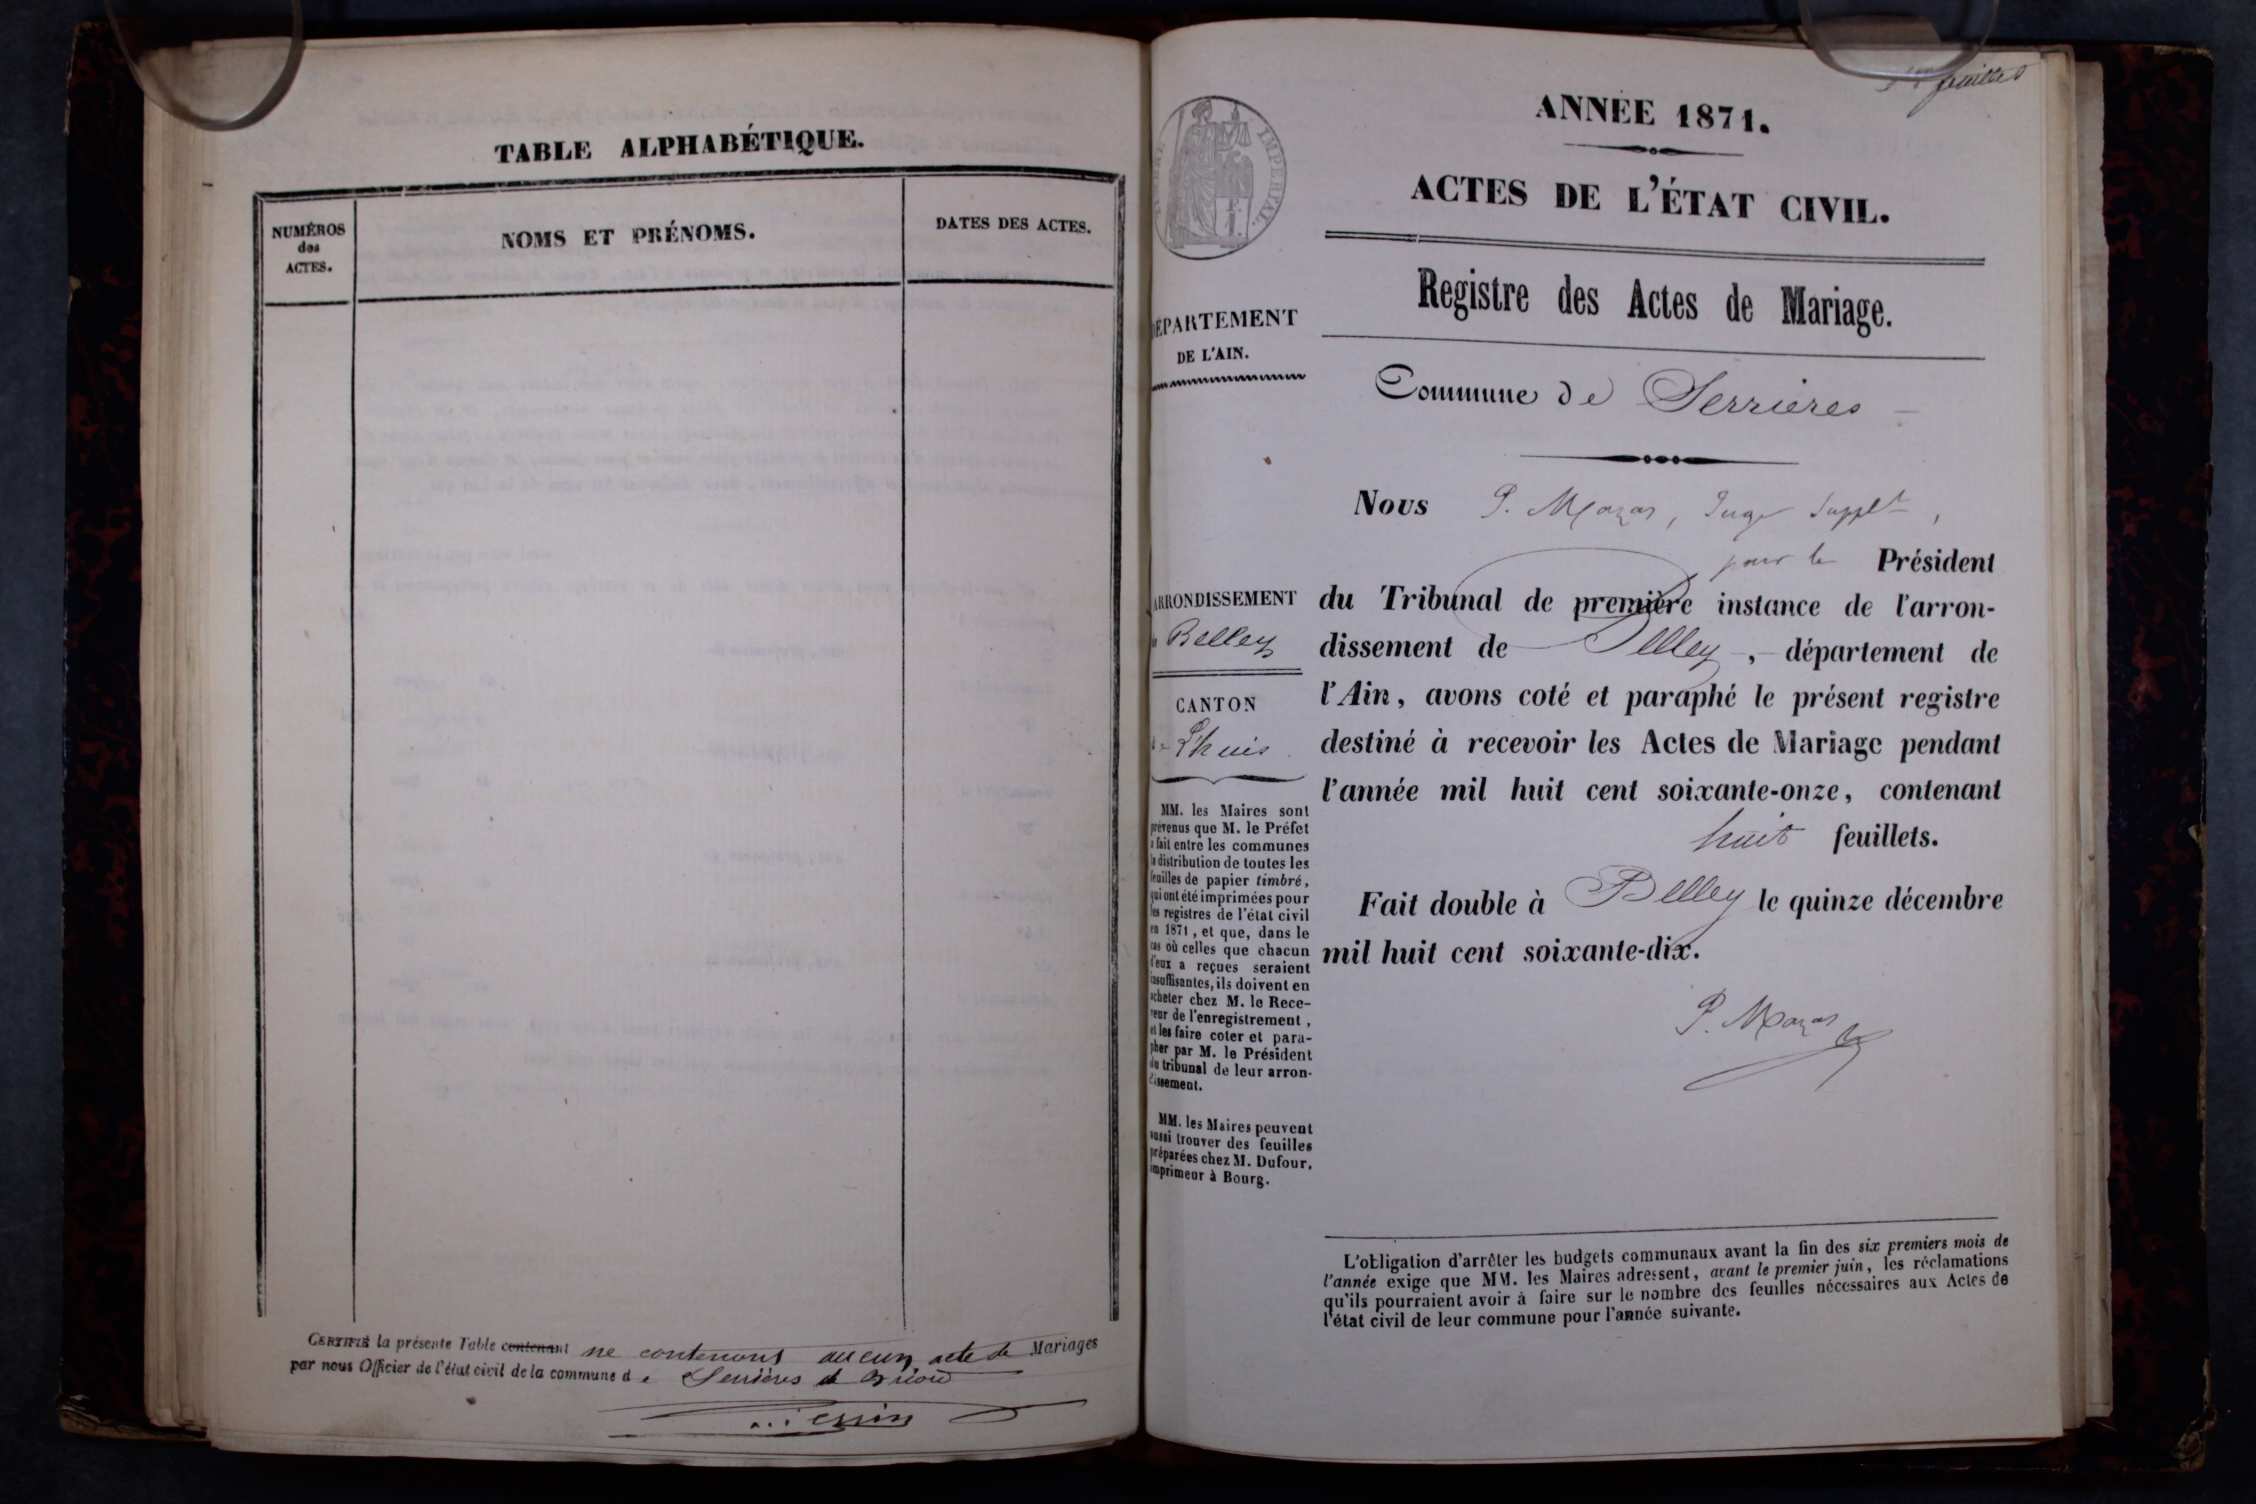 TABLE ALPHABÉTIQUE.
NUMÉROS
des
ACTES.
NOMS ET PRÉNOMS.
DATES DES ACTES.
CERTIFIÉ la présente Table contenant ne contenant aucun acte de Mariages
par nous Officier de l'état civil de la commune de Serrières de Briord
feuillet
ANNÉE 1871.
ACTES DE L'ÉTAT CIVIL.
Registre des Actes de Mariage.
IMPERIAL.
DÉPARTEMENT
DE L'AIN.
Commune de Serrières
Nous P. Mazas, Juge Supplt,
pour le Président
du Tribunal de première instance de l'arron-
dissement de Belley, département de
l'Ain, avons coté et paraphé le présent registre
destiné à recevoir les Actes de Mariage pendant
l'année mil huit cent soixante-onze, contenant
huit feuillets.
Fait double à Belley le quinze décembre
mil huit cent soixante-dix.
P. Mazas
ARRONDISSEMENT
Belley
CANTON
de Lhuis
MM. les Maires sont
prévenus que M. le Préfet
a fait entre les communes
la distribution de toutes les
feuilles de papier timbré,
qui ont été imprimées pour
les registres de l'état civil
en 1871, et que, dans le
cas où celles que chacun
d'eux a reçues seraient
insuffisantes, ils doivent en
acheter chez M. le Rece-
veur de l'enregistrement,
et les faire coter et para-
pher par M. le Président
du tribunal de leur arron-
dissement.
MM. les Maires peuvent
aussi trouver des feuilles
préparées chez M. Dufour,
imprimeur à Bourg.
L'obligation d'arrêter les budgets communaux avant la fin des six premiers mois de
l'année exige que MM. les Maires adressent, avant le premier juin, les réclamations
qu'ils pourraient avoir à faire sur le nombre des feuilles nécessaires aux Actes de
l'état civil de leur commune pour l'année suivante.